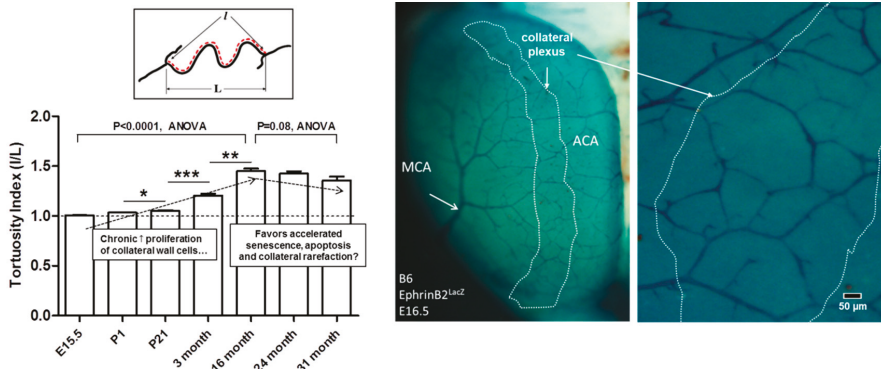 l
L
P<0.0001, ANOVA
P=0.08, ANOVA
Tortuosity Index (l/L)
2.0
1.5
1.0
0.5
0.0
*
***
**
Chronic ↑ proliferation
of collateral wall cells...
Favors accelerated
senescence, apoptosis
and collateral rarefaction?
E15.5
P1
P21
3 month
16 month
24 month
31 month
collateral
plexus
MCA
ACA
B6
EphrinB2LacZ
E16.5
50 µm